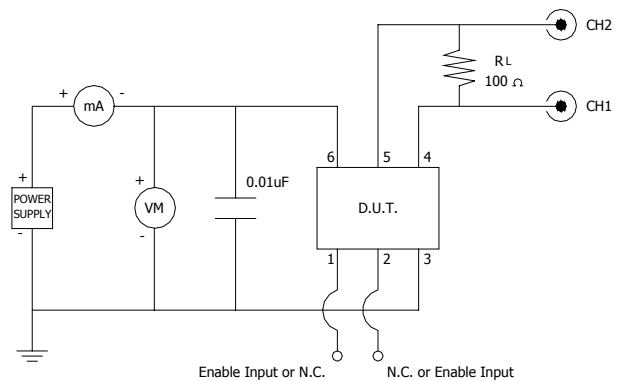 CH2
RL
100 Ω
CH1
+ mA -
6 5 4
+
POWER
SUPPLY
-
+
VM
-
0.01uF
D.U.T.
1 2 3
Enable Input or N.C.
N.C. or Enable Input